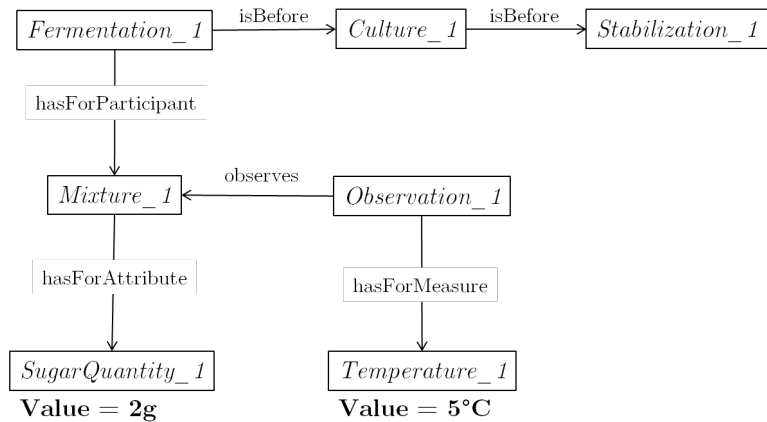 Fermentation_1 isBefore Culture_1 isBefore Stabilization_1
hasForParticipant
Mixture_1 observes Observation_1
hasForAttribute hasForMeasure
SugarQuantity_1 Temperature_1
Value = 2g Value = 5°C